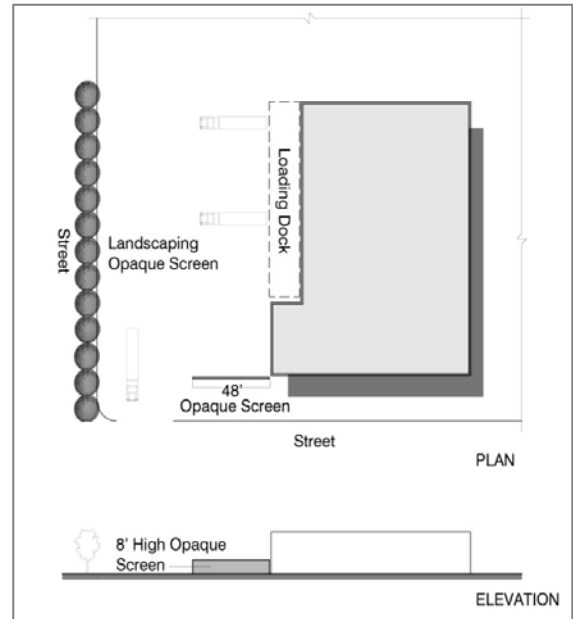 Loading Dock
Street
Landscaping
Opaque Screen
48'
Opaque Screen
Street
PLAN
8' High Opaque
Screen
ELEVATION